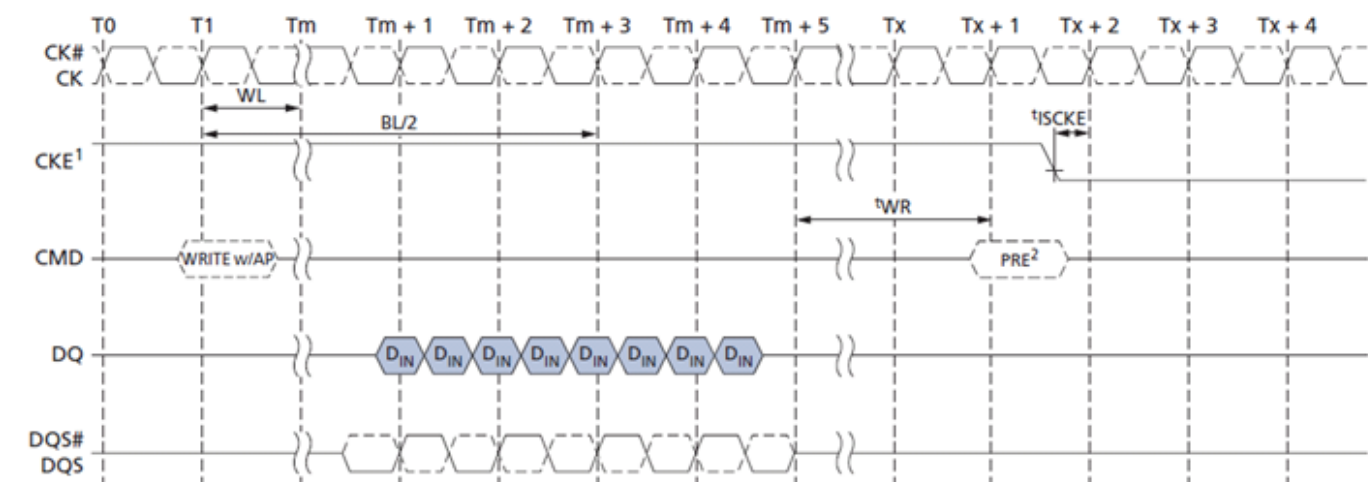 T0 T1 Tm Tm + 1 Tm + 2 Tm + 3 Tm + 4 Tm + 5 Tx Tx + 1 Tx + 2 Tx + 3 Tx + 4
CK#
CK
WL
BL/2
tISCKE
CKE1
tWR
CMD WRITE w/AP PRE2
DQ DIN DIN DIN DIN DIN DIN DIN DIN
DQS#
DQS